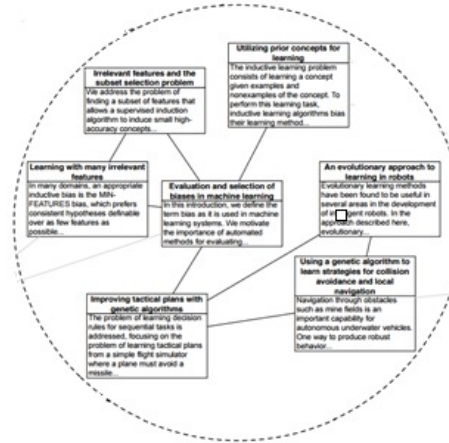 Utilizing prior concepts for
learning
The inductive learning problem
consists of learning a concept
given examples and
nonexamples of the concept. To
perform this learning task,
inductive learning algorithms bias
their learning method...
Irrelevant features and the
subset selection problem
We address the problem of
finding a subset of features that
allows a supervised induction
algorithm to induce small high-
accuracy concepts...
Learning with many irrelevant
features
In many domains, an appropriate
inductive bias is the MIN-
FEATURES bias, which prefers
consistent hypotheses definable
over as few features as
possible...
Evaluation and selection of
biases in machine learning
In this introduction, we define the
term bias as it is used in machine
learning systems. We motivate
the importance of automated
methods for evaluating...
An evolutionary approach to
learning in robots
Evolutionary learning methods
have been found to be useful in
several areas in the development
of robots. In the
approach described here,
evolutionary...
Using a genetic algorithm to
learn strategies for collision
avoidance and local
navigation
Navigation through obstacles
such as mine fields is an
important capability for
autonomous underwater vehicles.
One way to produce robust
behavior...
Improving tactical plans with
genetic algorithms
The problem of learning decision
rules for sequential tasks is
addressed, focusing on the
problem of learning tactical plans
from a simple flight simulator
where a plane must avoid a
missile...